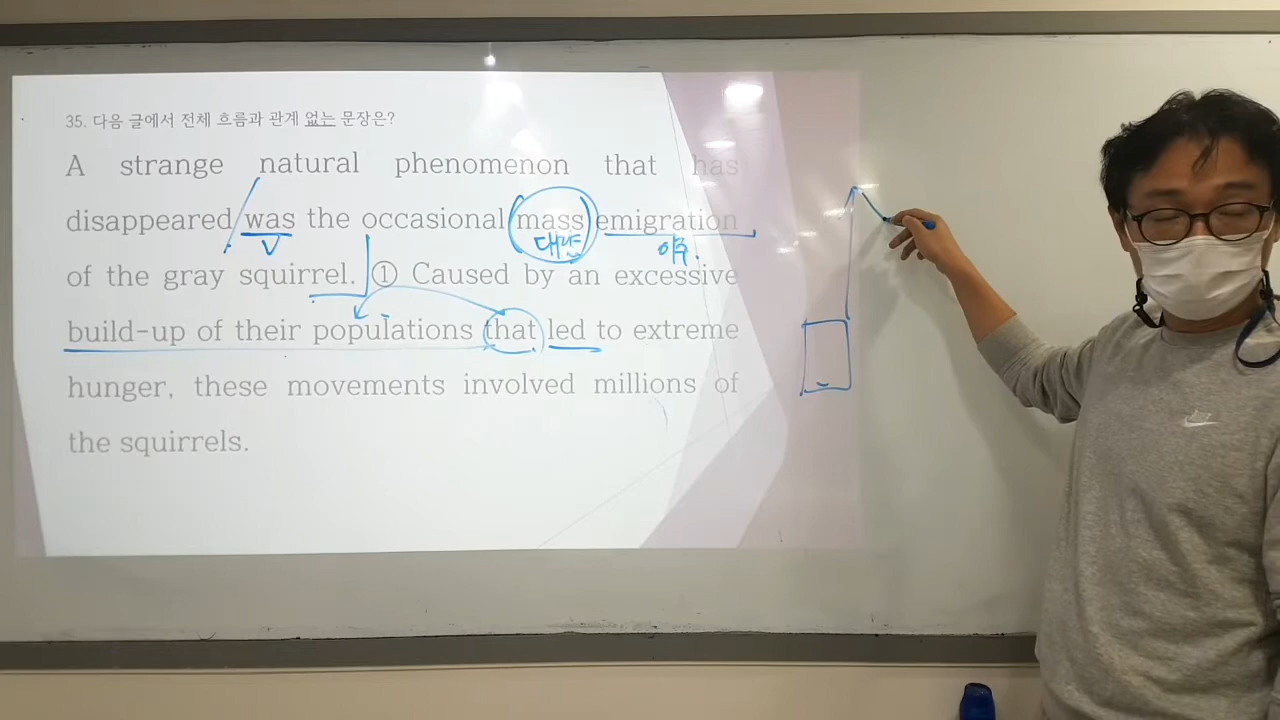 35. 다음 글에서 전체 흐름과 관계 없는 문장은?
A strange natural phenomenon that has
disappeared was the occasional mass emigration
V 대량 이주.
of the gray squirrel. ① Caused by an excessive
build-up of their populations that led to extreme
hunger, these movements involved millions of
the squirrels.